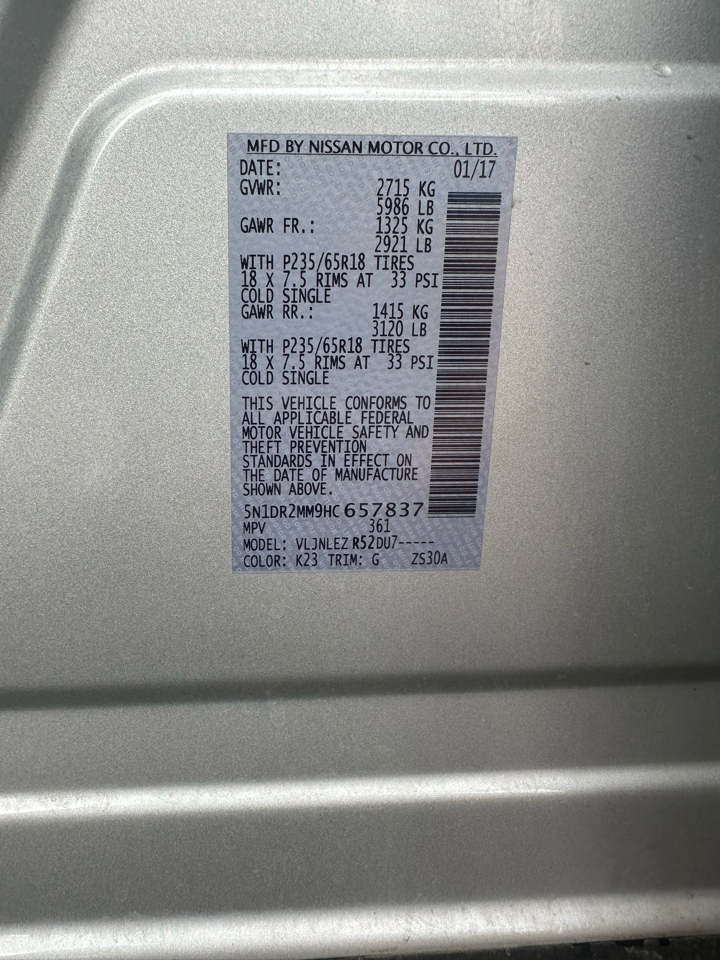 MFD BY NISSAN MOTOR CO., LTD.
DATE: 01/17
GVWR: 2715 KG
5986 LB
GAWR FR.: 1325 KG
2921 LB
WITH P235/65R18 TIRES
18 X 7.5 RIMS AT 33 PSI
COLD SINGLE
GAWR RR.: 1415 KG
3120 LB
WITH P235/65R18 TIRES
18 X 7.5 RIMS AT 33 PSI
COLD SINGLE
THIS VEHICLE CONFORMS TO
ALL APPLICABLE FEDERAL
MOTOR VEHICLE SAFETY AND
THEFT PREVENTION
STANDARDS IN EFFECT ON
THE DATE OF MANUFACTURE
SHOWN ABOVE.
5N1DR2MM9HC657837
MPV 361
MODEL: VLJNLEZ R52DU7-----
COLOR: K23 TRIM: G ZS30A